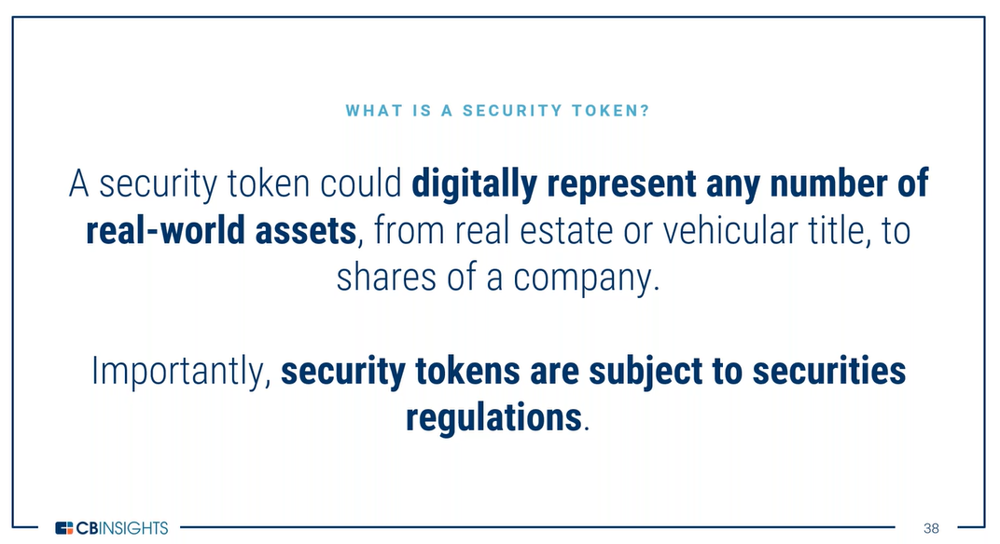 WHAT IS A SECURITY TOKEN?
A security token could digitally represent any number of
real-world assets, from real estate or vehicular title, to
shares of a company.
Importantly, security tokens are subject to securities
regulations.
CBINSIGHTS
38